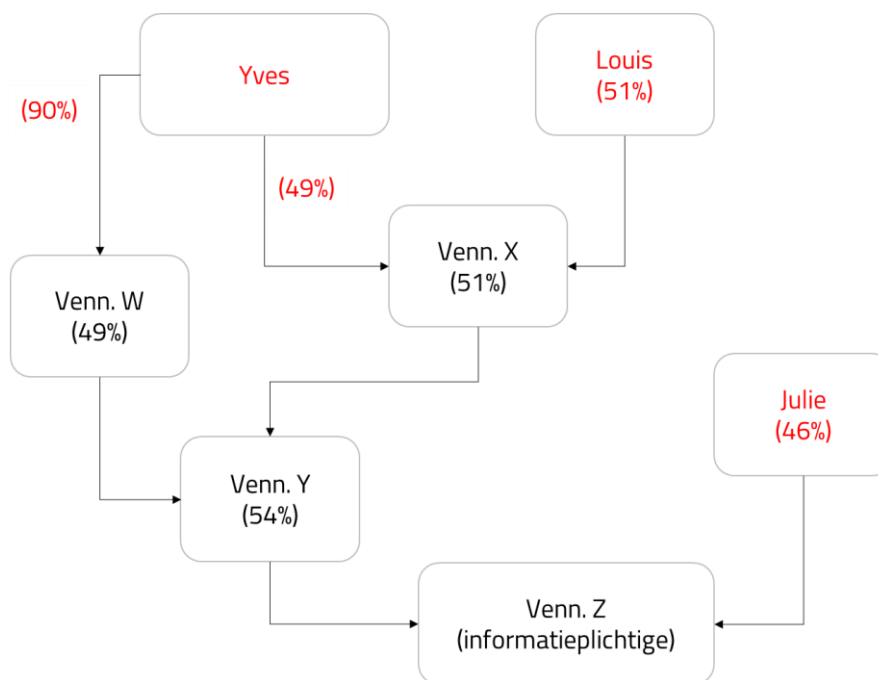 Yves
Louis
(51%)
(90%)
(49%)
Venn. X
(51%)
Venn. W
(49%)
Julie
(46%)
Venn. Y
(54%)
Venn. Z
(informatieplichtige)